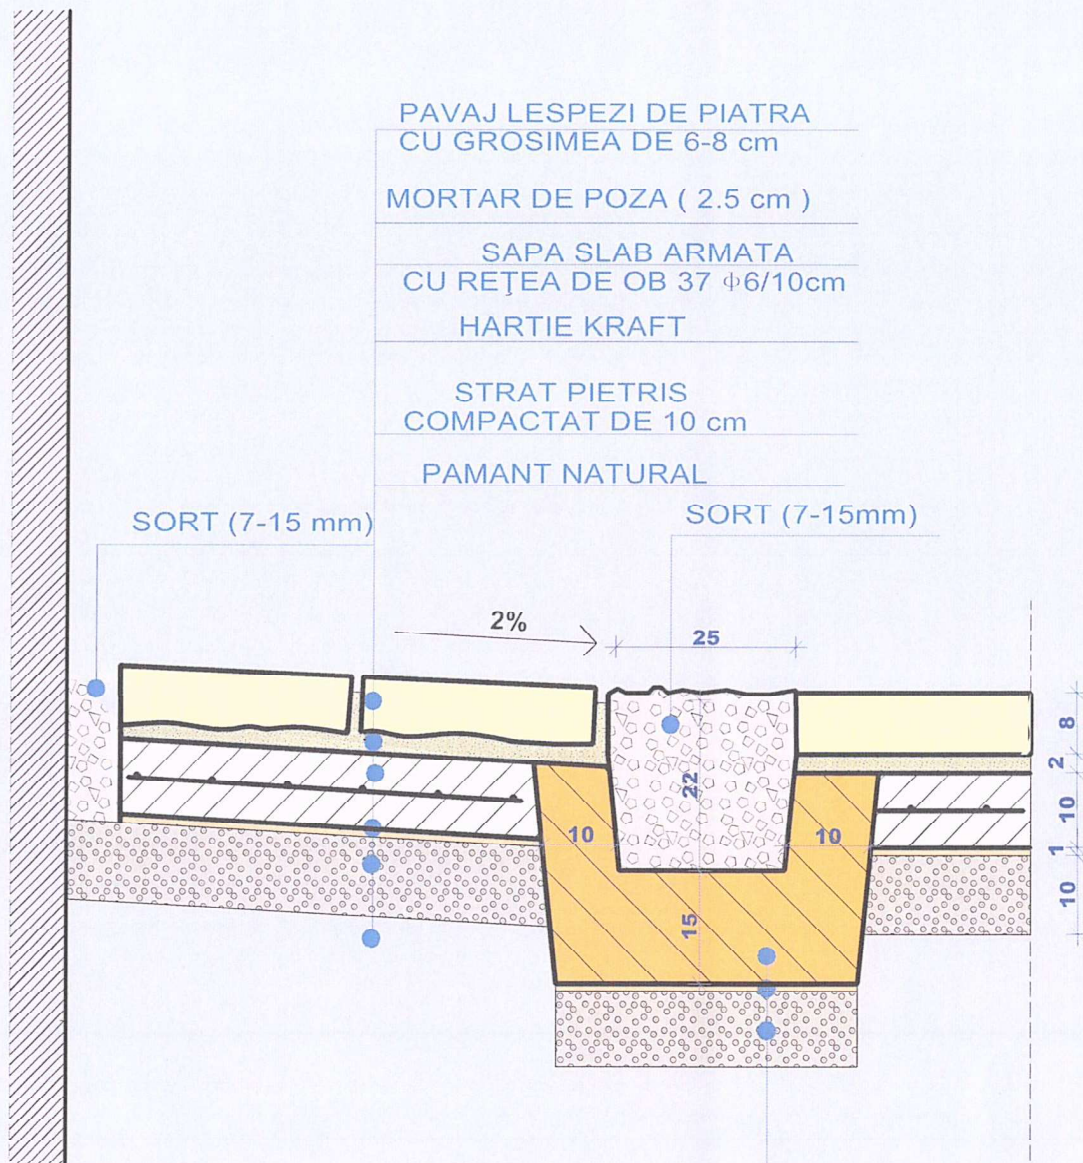 PAVAJ LESPEZI DE PIATRA
CU GROSIMEA DE 6-8 cm
MORTAR DE POZA ( 2.5 cm )
SAPA SLAB ARMATA
CU REŢEA DE OB 37 ϕ6/10cm
HARTIE KRAFT
STRAT PIETRIS
COMPACTAT DE 10 cm
PAMANT NATURAL
SORT (7-15 mm)
SORT (7-15mm)
2%
25
8
2
10
1
10
22
10
10
15